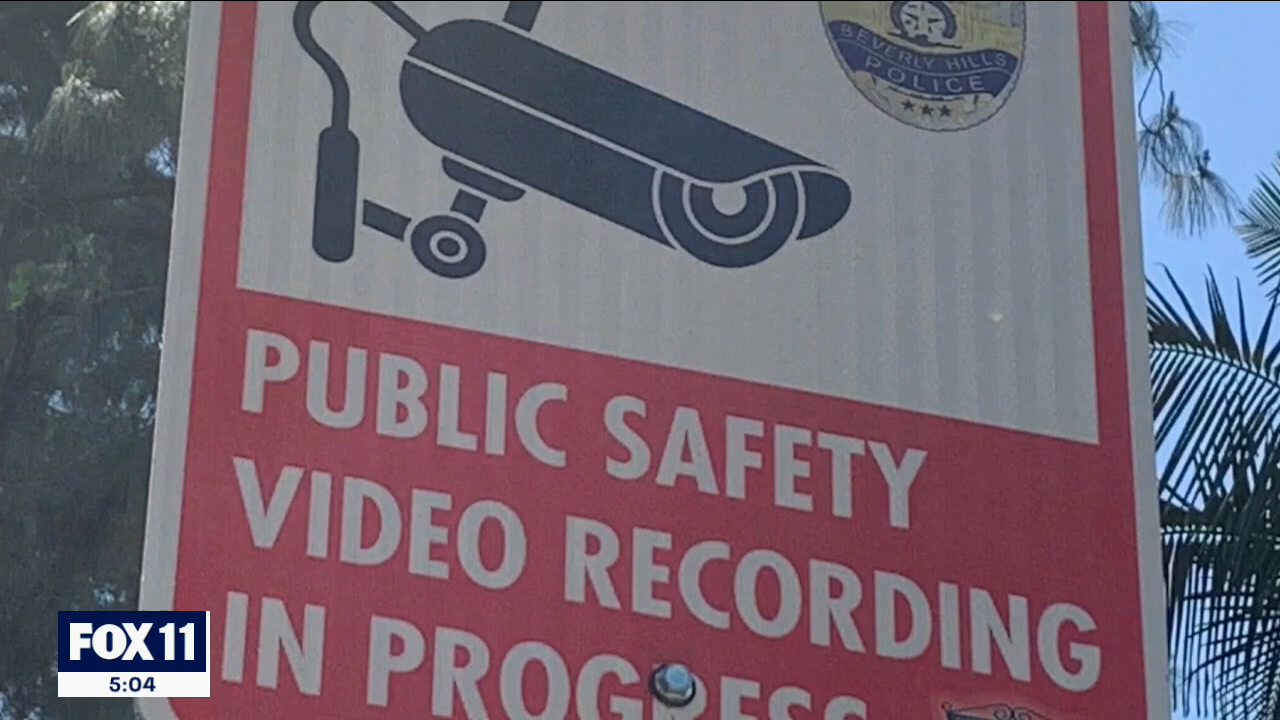 BEVERLY HILLS
POLICE
PUBLIC SAFETY
VIDEO RECORDING
IN PROGRESS
FOX 11
5:04